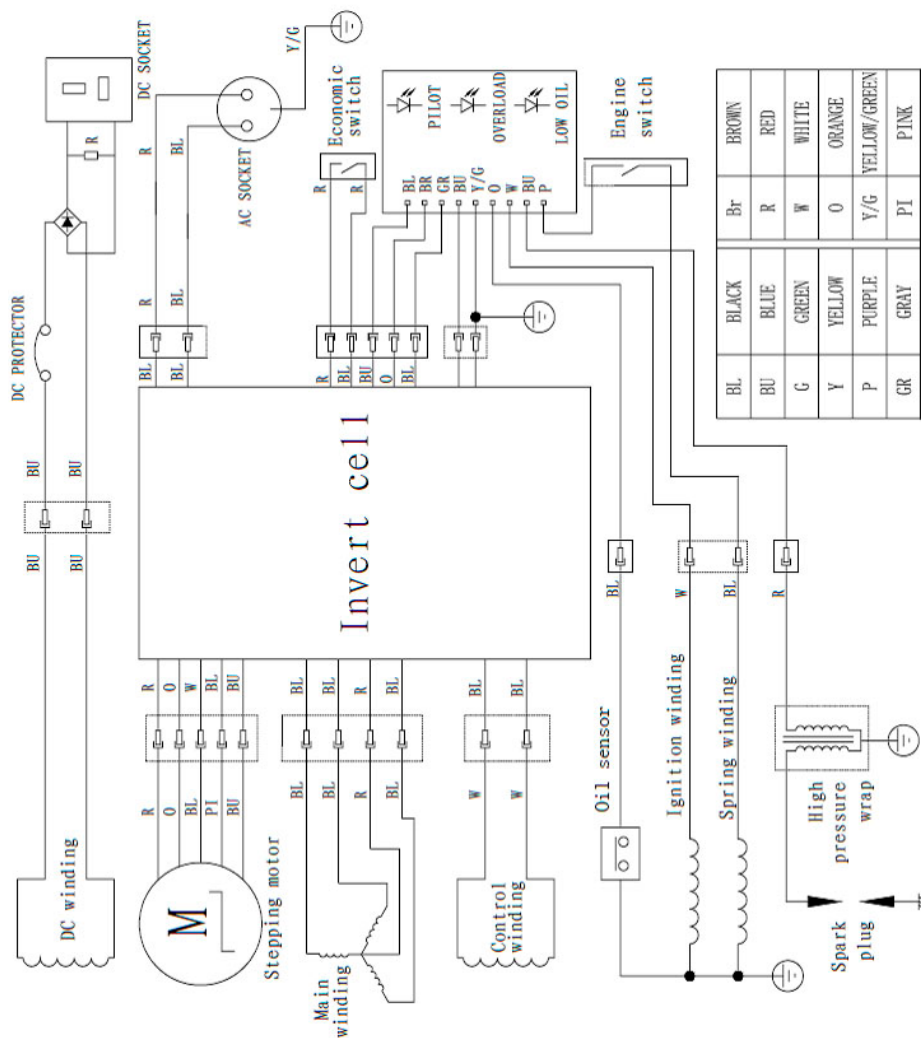 DC winding
BU
BU
BU
BU
DC PROTECTOR
R
DC SOCKET
M
Stepping motor
R
O
BL
PI
BU
R
O
W
BL
BU
Main
winding
BL
BL
R
BL
BL
BL
R
BL
Control
winding
W
W
BL
BL
Invert cell
BL
BL
R
BL
R
BL
AC SOCKET
Y/G
R
BL
BU
O
BL
R
R
Economic
switch
BL
BR
GR
BU
Y/G
O
W
BU
P
PILOT
OVERLOAD
LOW OIL
Engine
switch
Oil sensor
BL
Ignition winding
W
Spring winding
BL
High
pressure
wrap
R
Spark
plug
BL BLACK Br BROWN
BU BLUE R RED
G GREEN W WHITE
Y YELLOW O ORANGE
P PURPLE Y/G YELLOW/GREEN
GR GRAY PI PINK